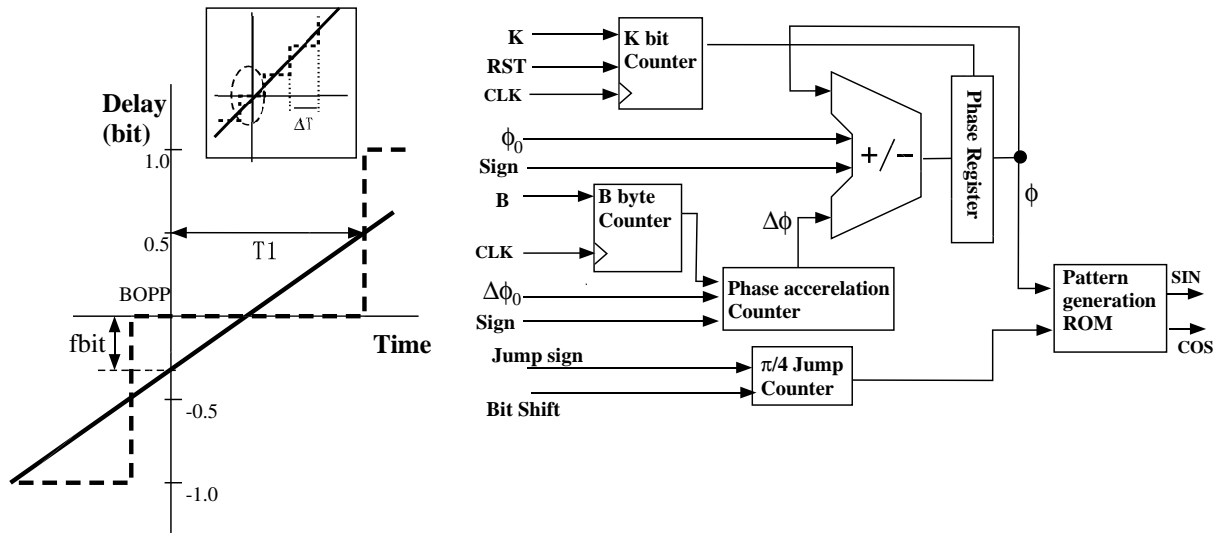 ΔT
Delay
(bit)
1.0
0.5
T1
BOPP
fbit
Time
-0.5
-1.0
K
RST
CLK
K bit
Counter
ϕ0
Sign
+/-
Phase Register
ϕ
B
CLK
B byte
Counter
Δϕ
Δϕ0
Sign
Phase accerelation
Counter
Jump sign
Bit Shift
π/4 Jump
Counter
Pattern
generation
ROM
SIN
COS